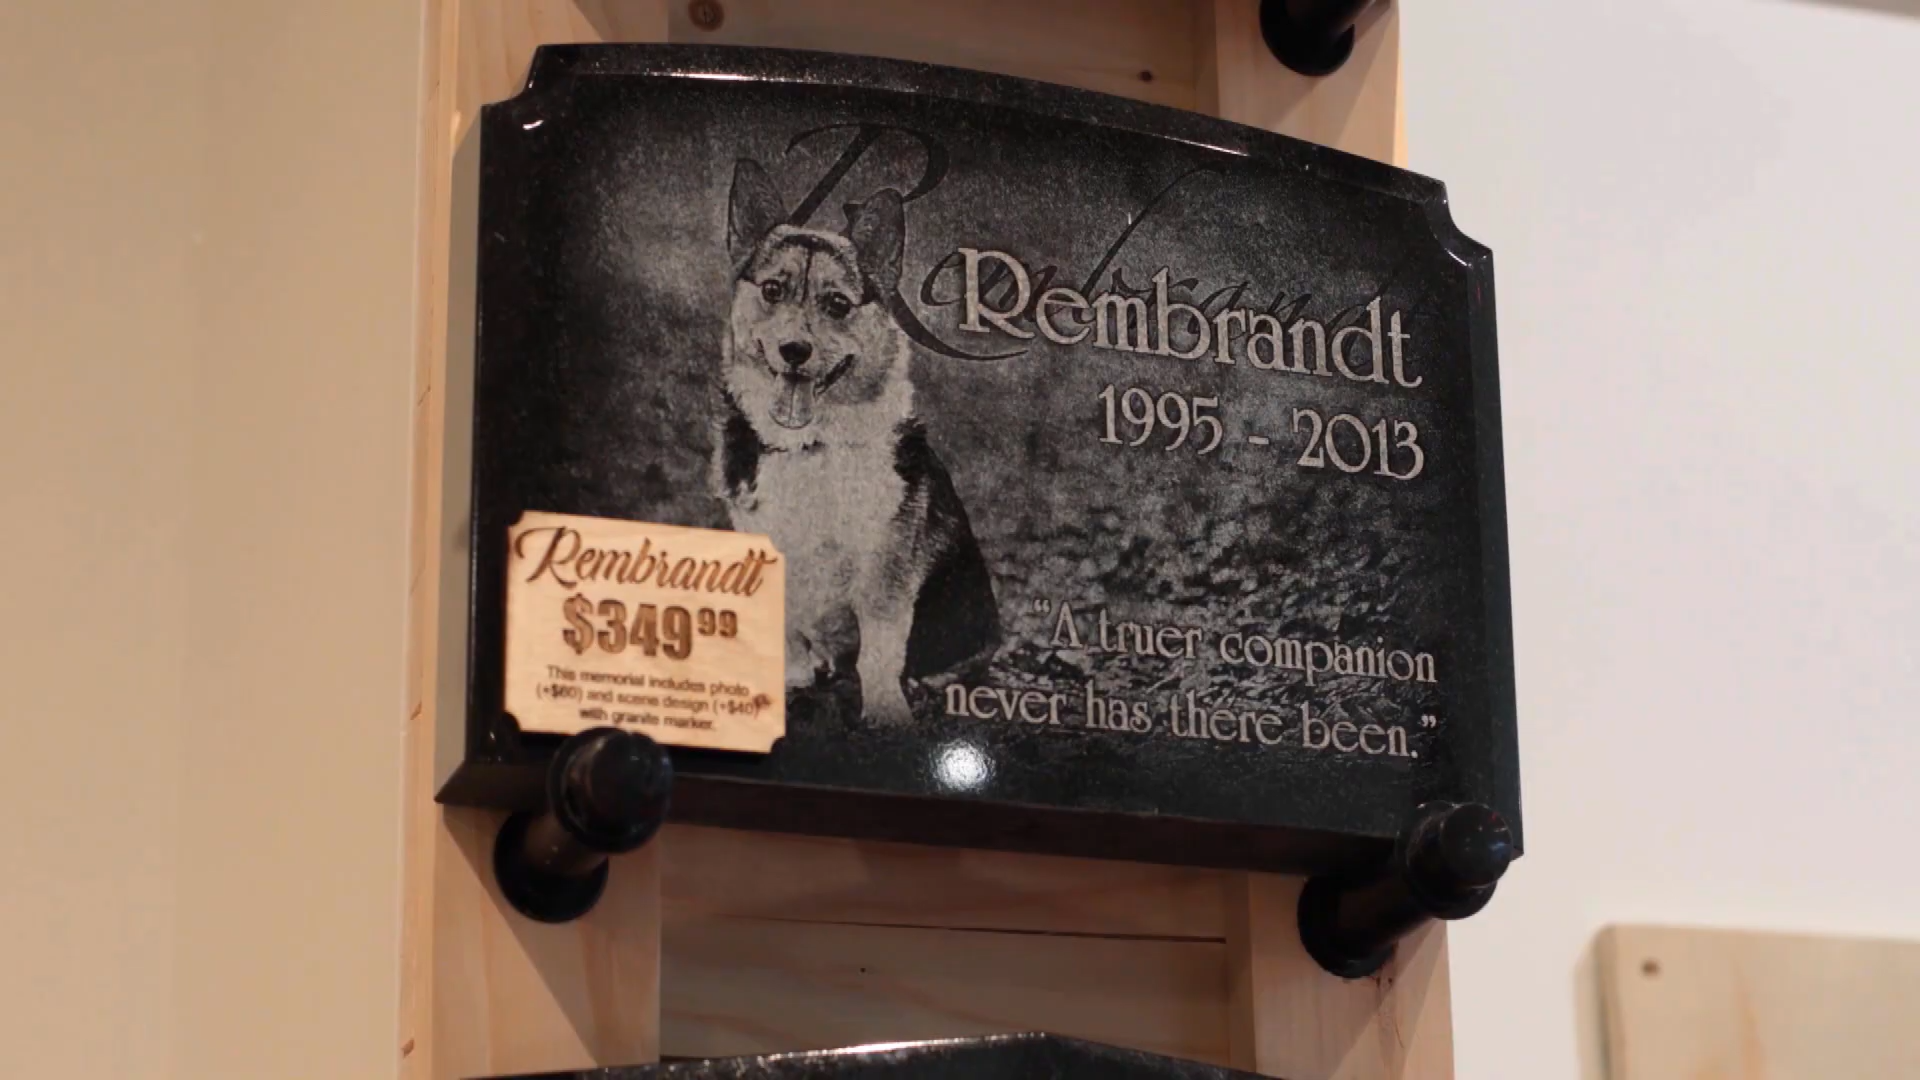 Rembrandt
Rembrandt
1995 - 2013
“A truer companion
never has there been.”
Rembrandt
$349.99
This memorial includes photo
(+$60) and scene design (+$40)
with granite marker.